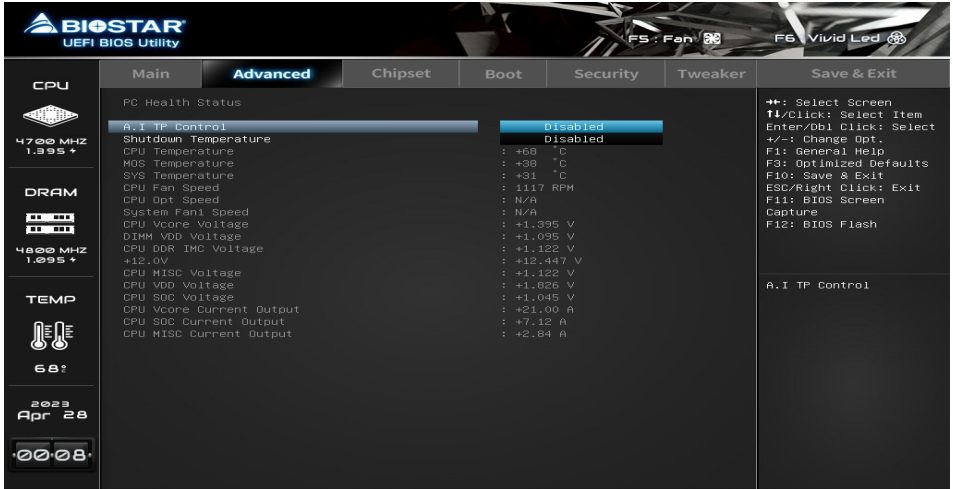 BIOSTAR
UEFI BIOS Utility
F5 : Fan
F6 : Vivid Led
Main Advanced Chipset Boot Security Tweaker Save & Exit
CPU
4700 MHZ
1.395
DRAM
4800 MHZ
1.095
TEMP
68°C
2023
Apr 28
00:08
PC Health Status
A.I TP Control Disabled
Shutdown Temperature Disabled
CPU Temperature : +68 °C
MOS Temperature : +38 °C
SYS Temperature : +31 °C
CPU Fan Speed : 1117 RPM
CPU Opt Speed : N/A
System Fan1 Speed : N/A
CPU Vcore Voltage : +1.395 V
DIMM VDD Voltage : +1.095 V
CPU DDR IMC Voltage : +1.122 V
+12.0V : +12.447 V
CPU MISC Voltage : +1.122 V
CPU VDD Voltage : +1.826 V
CPU SOC Voltage : +1.045 V
CPU Vcore Current Output : +21.00 A
CPU SOC Current Output : +7.12 A
CPU MISC Current Output : +2.84 A
→←: Select Screen
↑↓/Click: Select Item
Enter/Dbl Click: Select
+/-: Change Opt.
F1: General Help
F3: Optimized Defaults
F10: Save & Exit
ESC/Right Click: Exit
F11: BIOS Screen
Capture
F12: BIOS Flash
A.I TP Control